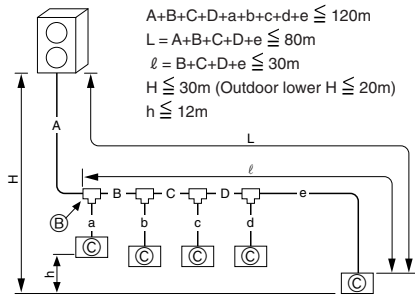 A+B+C+D+a+b+c+d+e ≦ 120m
L = A+B+C+D+e ≦ 80m
ℓ = B+C+D+e ≦ 30m
H ≦ 30m (Outdoor lower H ≦ 20m)
h ≦ 12m
A
L
H
ℓ
B C D e
Ⓑ a b c d
Ⓒ Ⓒ Ⓒ Ⓒ
h
Ⓒ